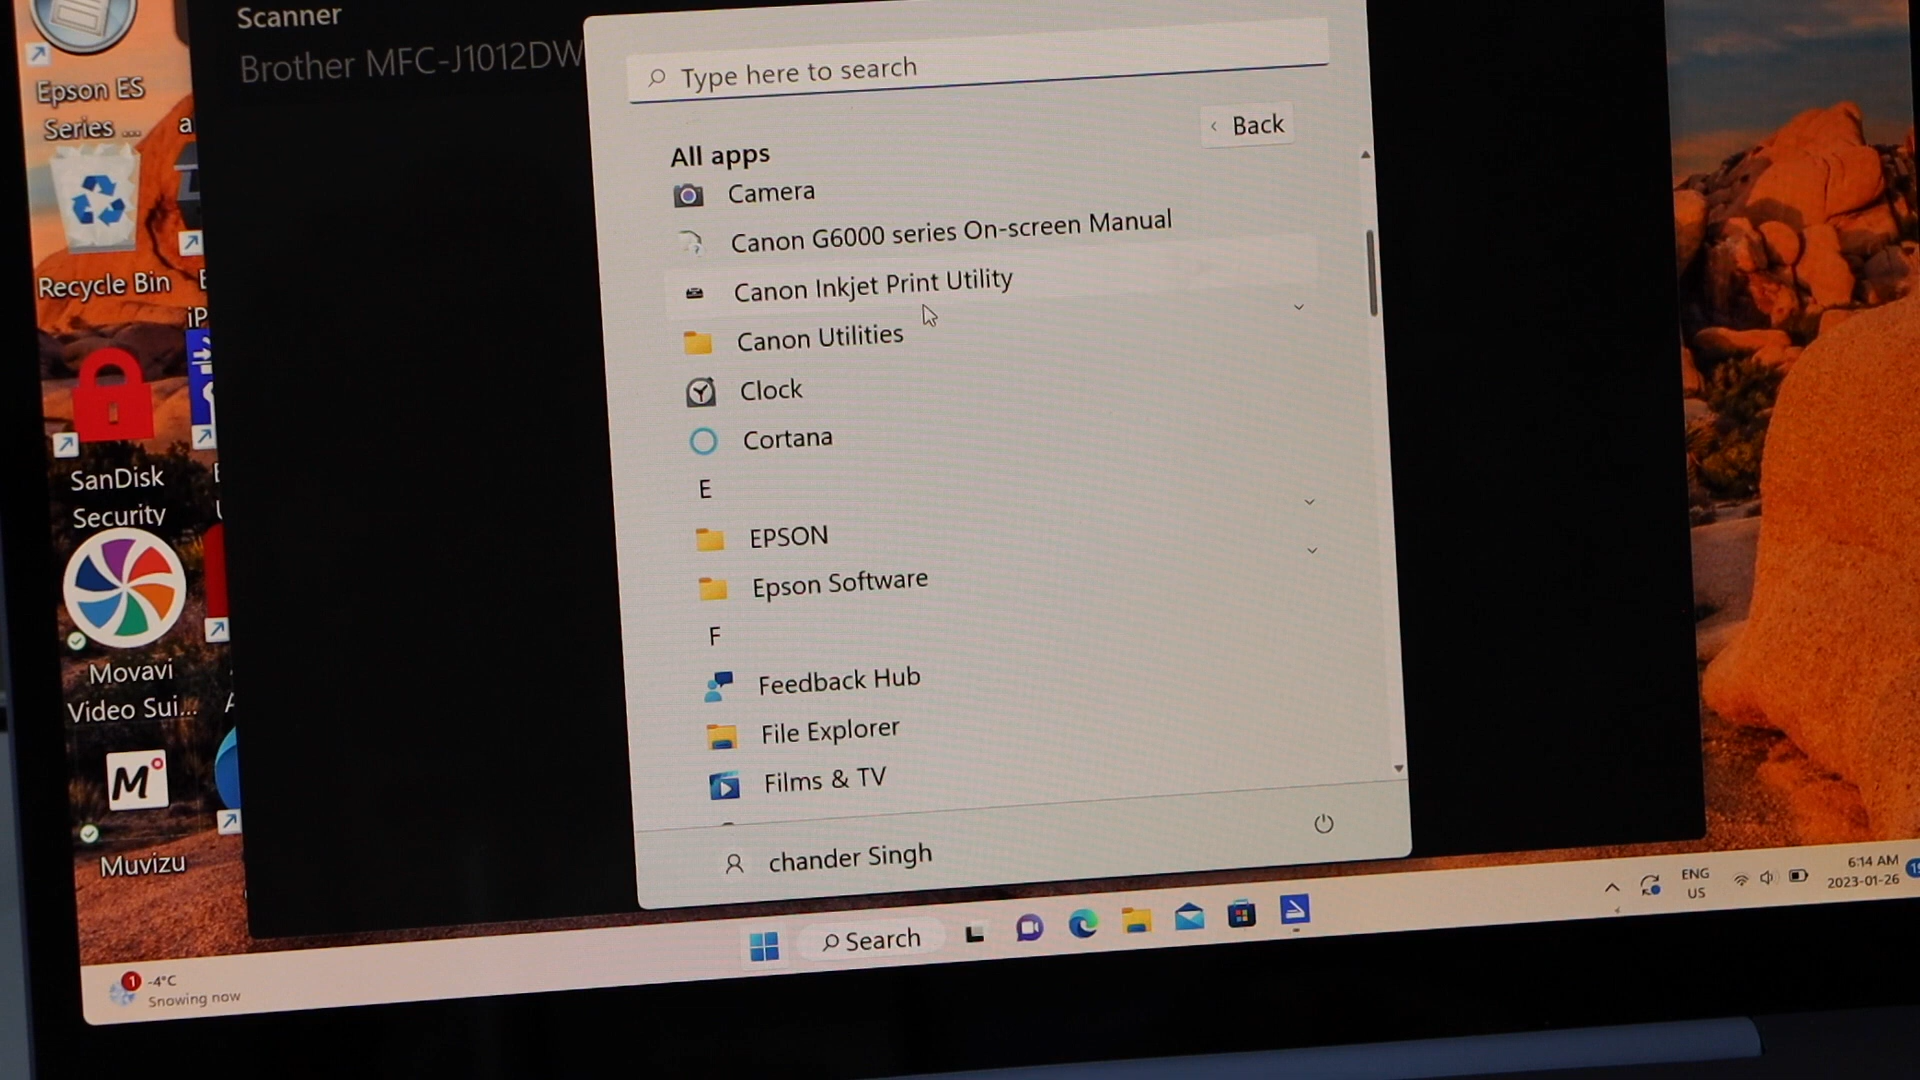 Scanner
Brother MFC-J1012DW
Epson ES
Series ...
Recycle Bin
SanDisk
Security
Movavi
Video Sui...
M
Muvizu
Type here to search
Back
All apps
Camera
Canon G6000 series On-screen Manual
Canon Inkjet Print Utility
Canon Utilities
Clock
Cortana
E
EPSON
Epson Software
F
Feedback Hub
File Explorer
Films & TV
chander Singh
1
-4°C
Snowing now
Search
ENG
US
6:14 AM
2023-01-26